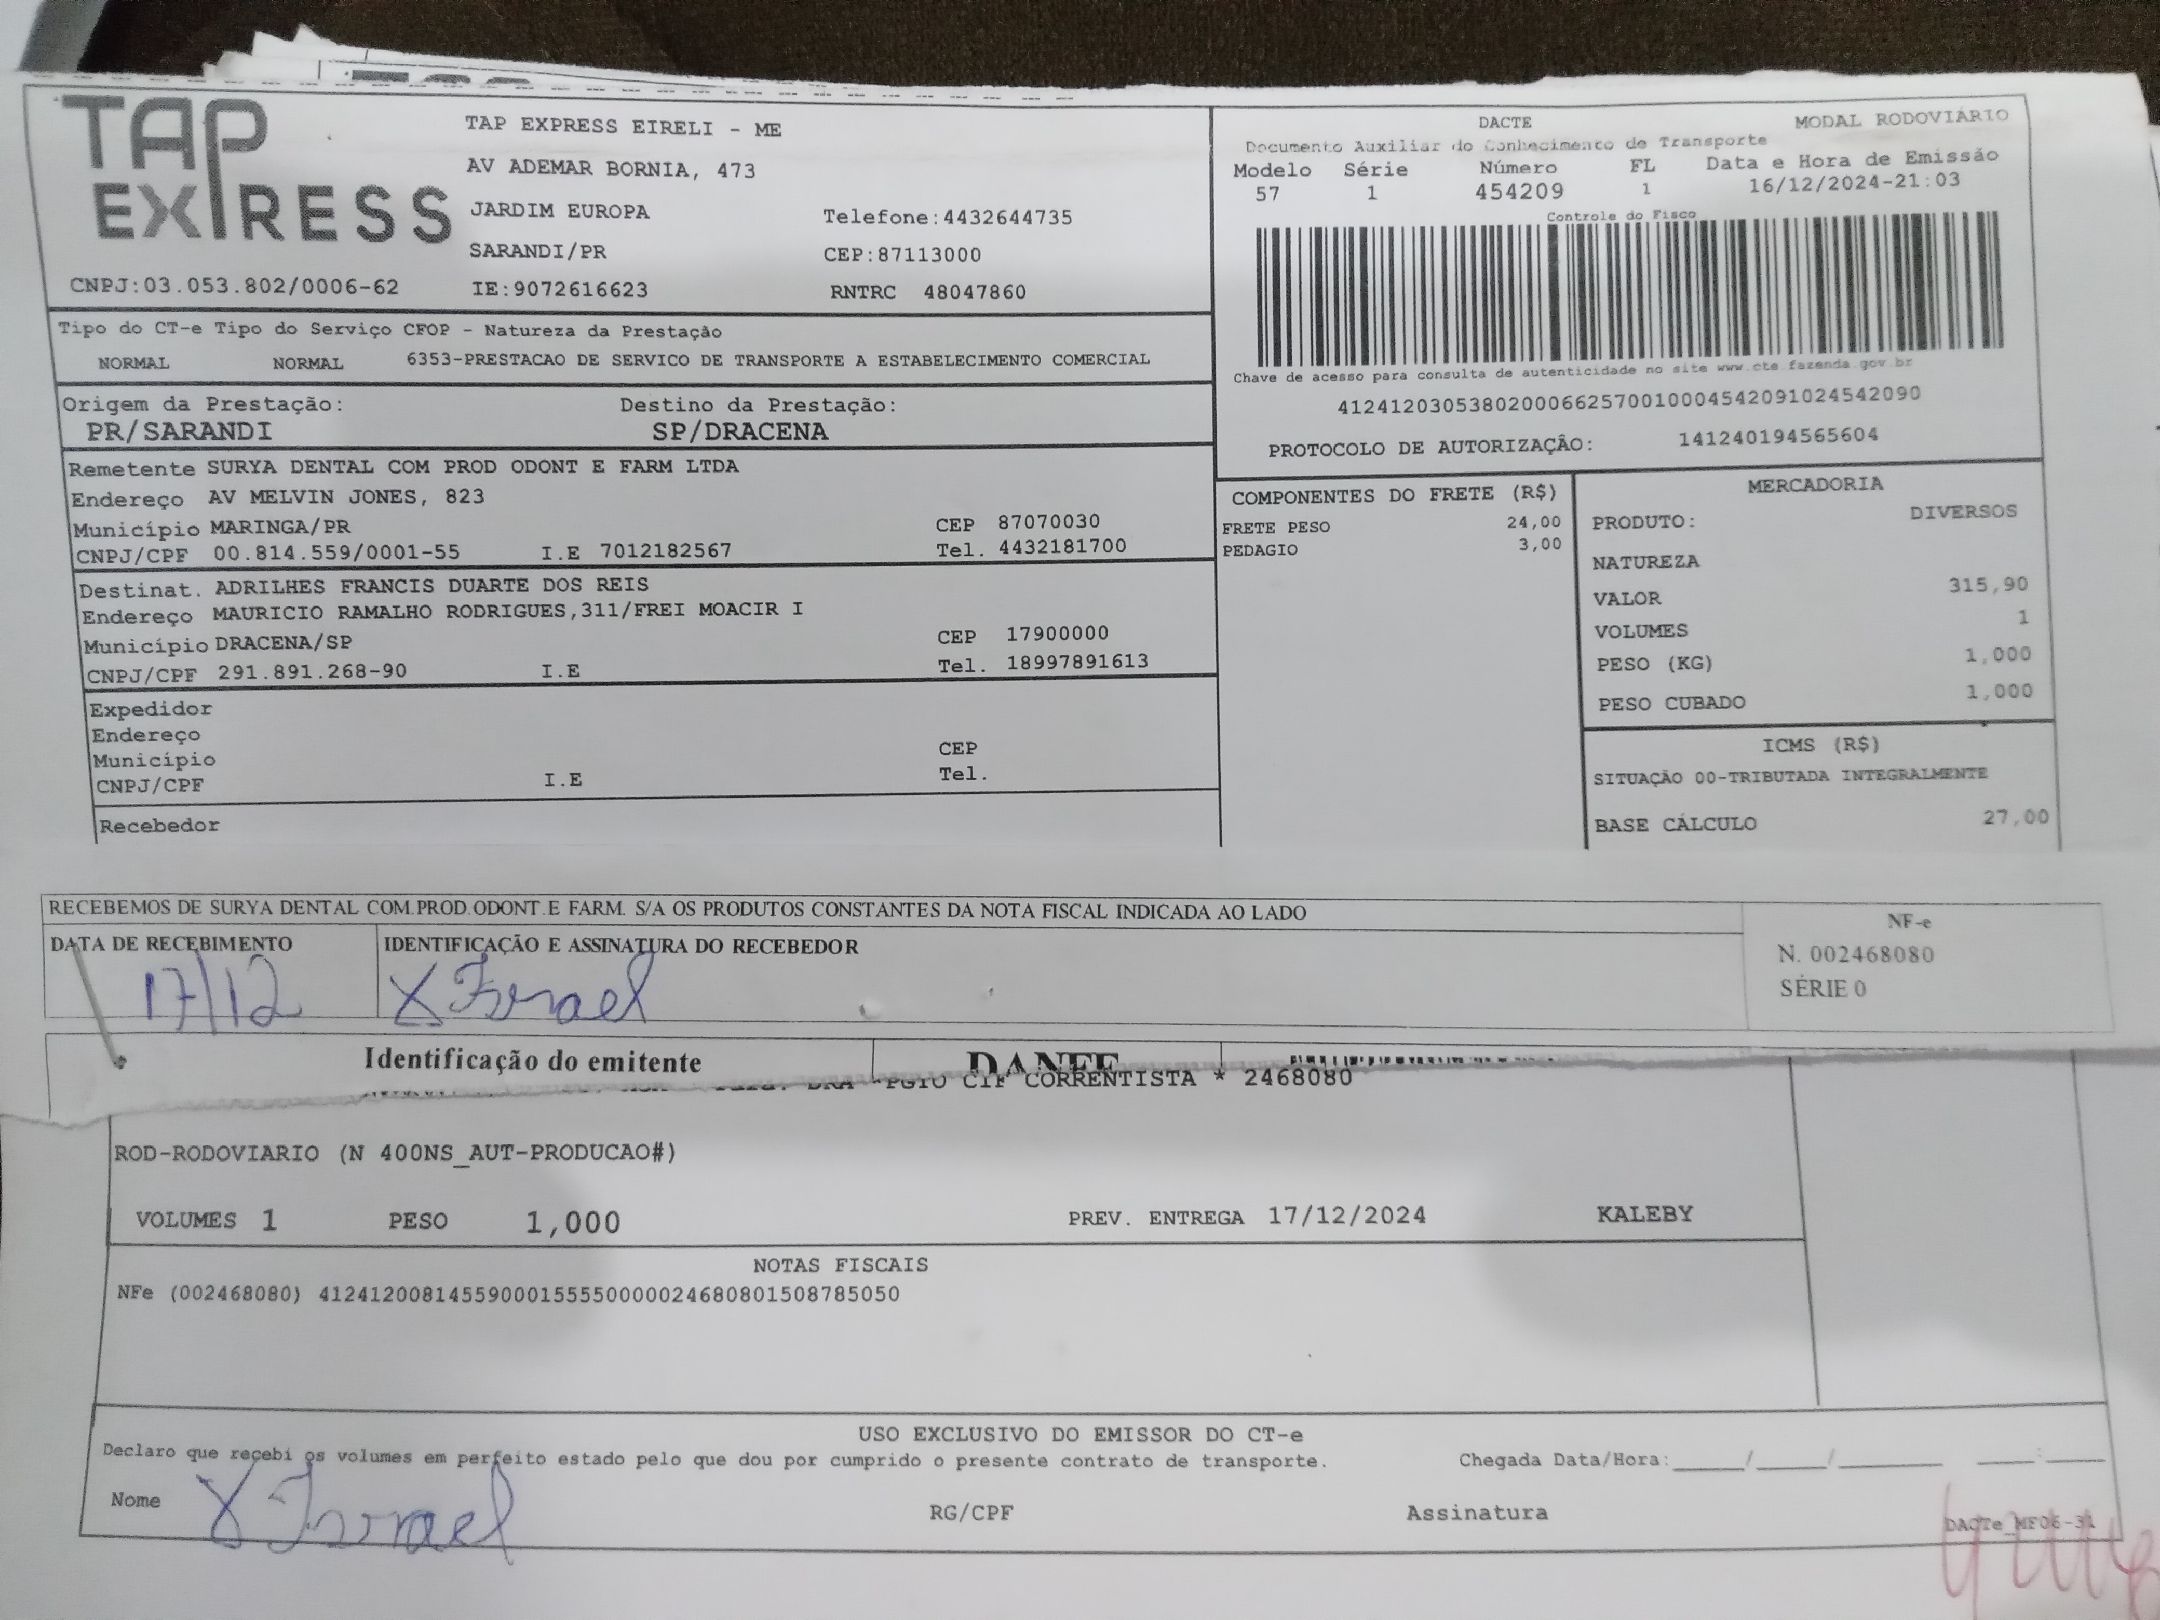 TAP
EXPRESS
TAP EXPRESS EIRELI - ME
AV ADEMAR BORNIA, 473
JARDIM EUROPA Telefone:4432644735
SARANDI/PR CEP:87113000
CNPJ:03.053.802/0006-62 IE:9072616623 RNTRC 48047860
DACTE MODAL RODOVIÁRIO
Documento Auxiliar do Conhecimento de Transporte
Modelo Série Número FL Data e Hora de Emissão
57 1 454209 1 16/12/2024-21:03
Controle do Fisco
Chave de acesso para consulta de autenticidade no site www.cte.fazenda.gov.br
41241203053802000662570010004542091024542090
PROTOCOLO DE AUTORIZAÇÃO: 141240194565604
Tipo do CT-e Tipo do Serviço CFOP - Natureza da Prestação
NORMAL NORMAL 6353-PRESTACAO DE SERVICO DE TRANSPORTE A ESTABELECIMENTO COMERCIAL
Origem da Prestação: Destino da Prestação:
PR/SARANDI SP/DRACENA
Remetente SURYA DENTAL COM PROD ODONT E FARM LTDA
Endereço AV MELVIN JONES, 823
Município MARINGA/PR CEP 87070030
CNPJ/CPF 00.814.559/0001-55 I.E 7012182567 Tel. 4432181700
Destinat. ADRILHES FRANCIS DUARTE DOS REIS
Endereço MAURICIO RAMALHO RODRIGUES,311/FREI MOACIR I
Município DRACENA/SP CEP 17900000
CNPJ/CPF 291.891.268-90 I.E Tel. 18997891613
Expedidor
Endereço
Município CEP
CNPJ/CPF I.E Tel.
Recebedor
COMPONENTES DO FRETE (R$)
FRETE PESO 24,00
PEDAGIO 3,00
MERCADORIA
PRODUTO: DIVERSOS
NATUREZA
VALOR 315,90
VOLUMES 1
PESO (KG) 1,000
PESO CUBADO 1,000
ICMS (R$)
SITUAÇÃO 00-TRIBUTADA INTEGRALMENTE
BASE CÁLCULO 27,00
RECEBEMOS DE SURYA DENTAL COM.PROD.ODONT.E FARM. S/A OS PRODUTOS CONSTANTES DA NOTA FISCAL INDICADA AO LADO
DATA DE RECEBIMENTO IDENTIFICAÇÃO E ASSINATURA DO RECEBEDOR
17/12 X Israel
NF-e
N. 002468080
SÉRIE 0
Identificação do emitente DANFE
PGTO CIF CORRENTISTA * 2468080
ROD-RODOVIARIO (N 400NS_AUT-PRODUCAO#)
VOLUMES 1 PESO 1,000 PREV. ENTREGA 17/12/2024 KALEBY
NOTAS FISCAIS
NFe (002468080) 41241200814559000155550000024680801508785050
USO EXCLUSIVO DO EMISSOR DO CT-e
Declaro que recebi os volumes em perfeito estado pelo que dou por cumprido o presente contrato de transporte. Chegada Data/Hora:_____/_____/________ ____:____
Nome X Israel RG/CPF Assinatura
DACTe_MF06-31